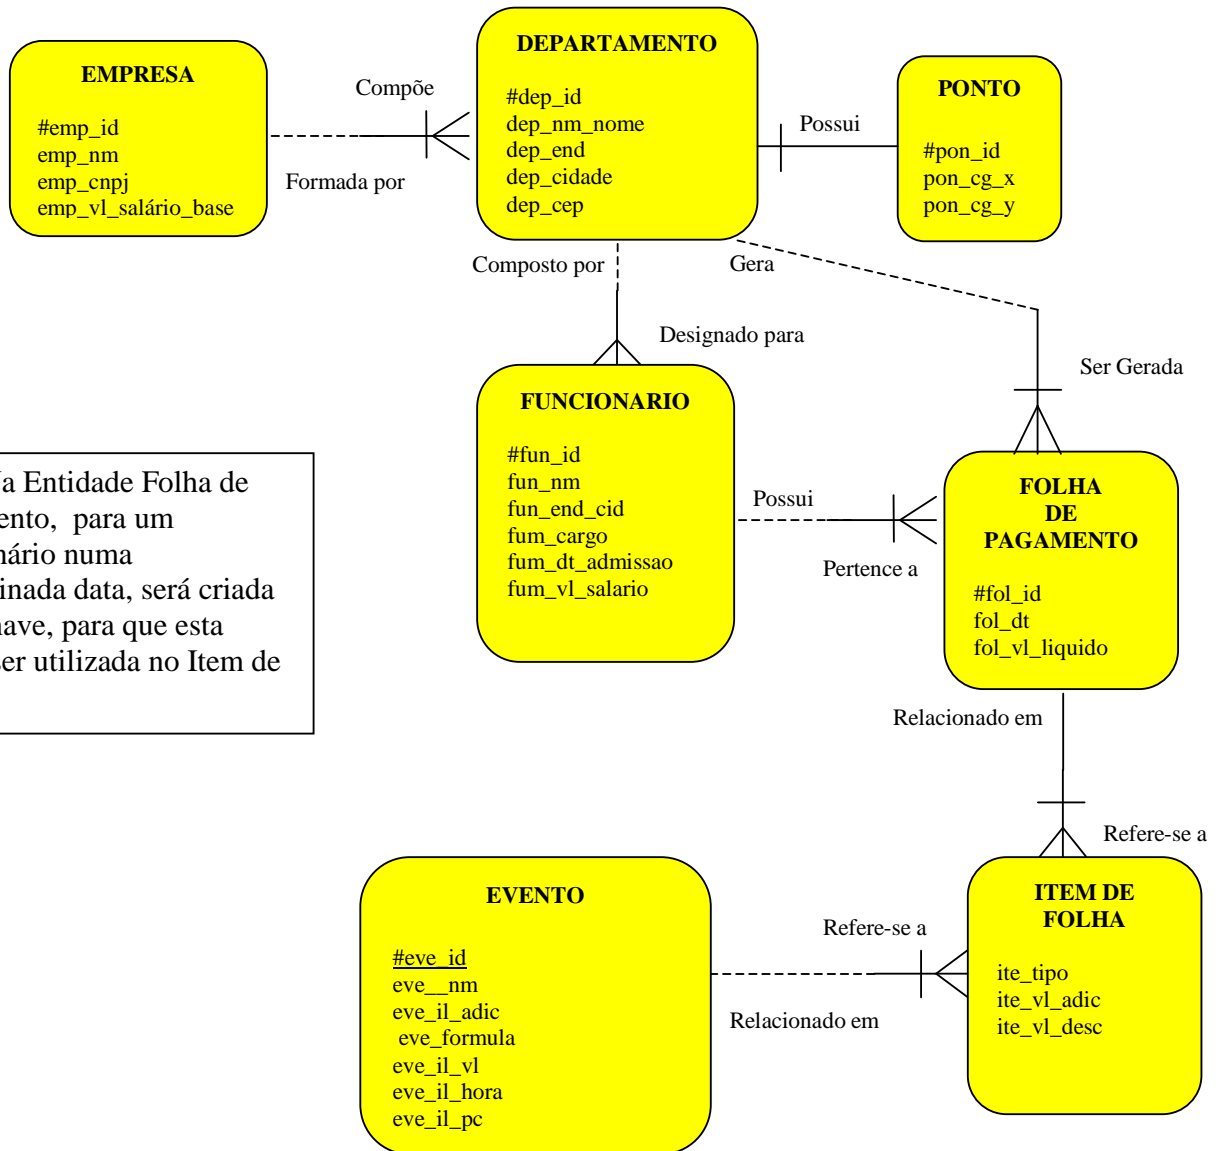 EMPRESA
#emp_id
emp_nm
emp_cnpj
emp_vl_salário_base
Compõe
Formada por
DEPARTAMENTO
#dep_id
dep_nm_nome
dep_end
dep_cidade
dep_cep
Possui
PONTO
#pon_id
pon_cg_x
pon_cg_y
Composto por
Gera
Designado para
Ser Gerada
FUNCIONARIO
#fun_id
fun_nm
fun_end_cid
fum_cargo
fum_dt_admissao
fum_vl_salario
Possui
Pertence a
FOLHA
DE
PAGAMENTO
#fol_id
fol_dt
fol_vl_liquido
a Entidade Folha de
ento, para um
nário numa
inada data, será criada
nave, para que esta
ser utilizada no Item de
Relacionado em
Refere-se a
EVENTO
#eve_id
eve__nm
eve_il_adic
eve_formula
eve_il_vl
eve_il_hora
eve_il_pc
Refere-se a
Relacionado em
ITEM DE
FOLHA
ite_tipo
ite_vl_adic
ite_vl_desc